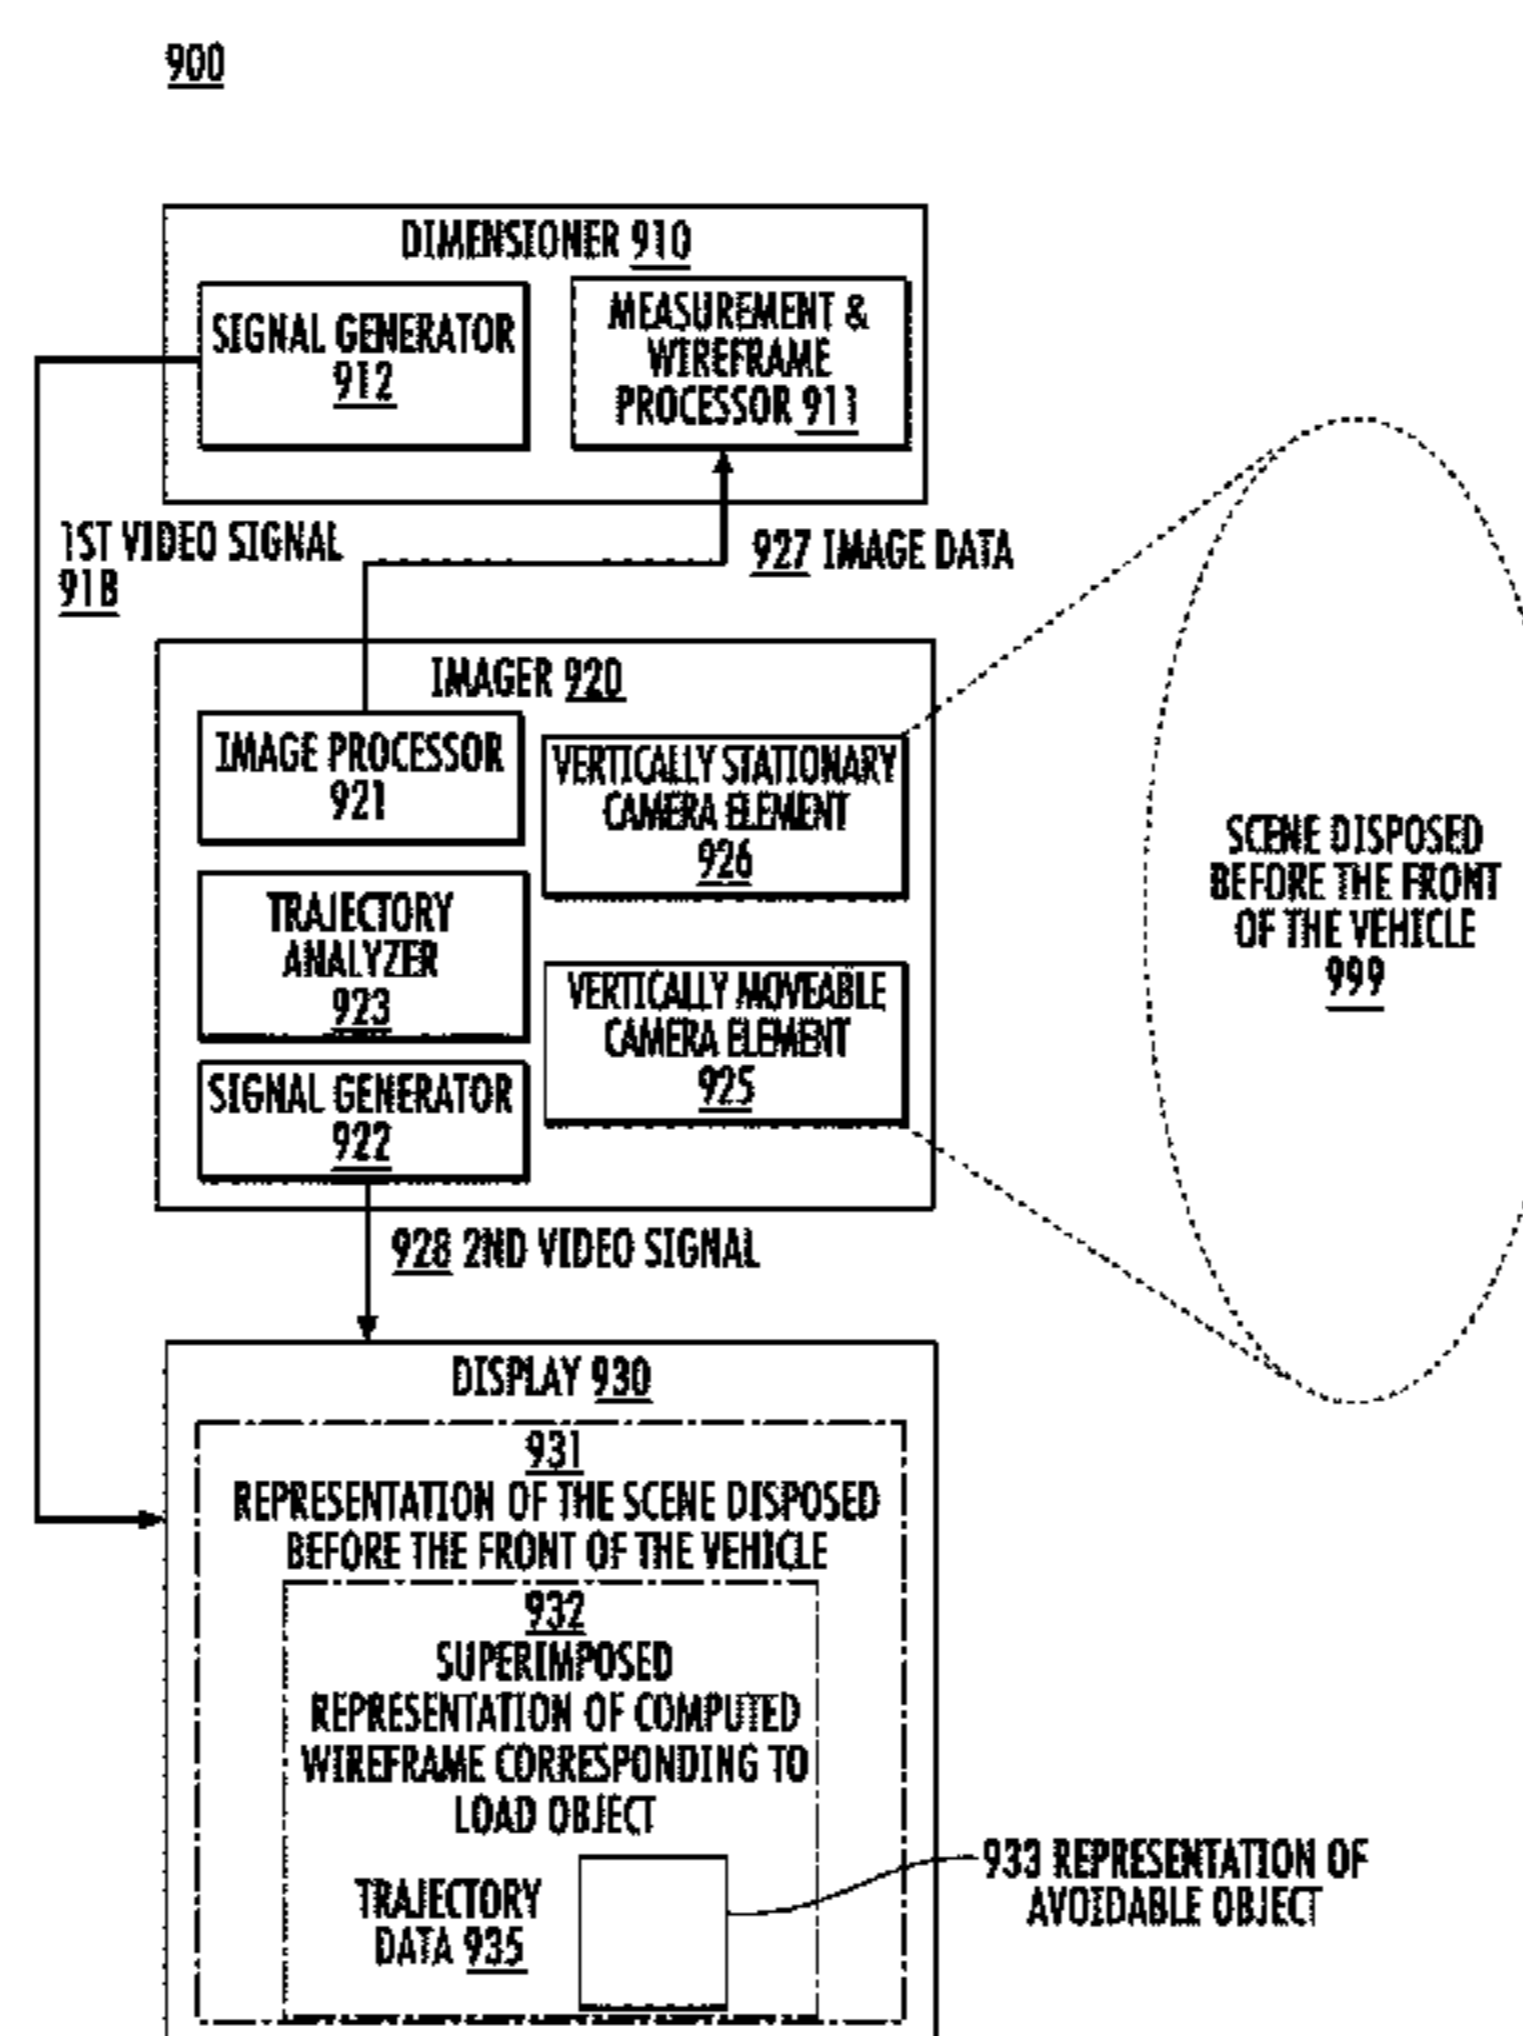 900
DIMENSIONER 910
SIGNAL GENERATOR
912
MEASUREMENT &
WIREFRAME
PROCESSOR 911
1ST VIDEO SIGNAL
91B
927 IMAGE DATA
IMAGER 920
IMAGE PROCESSOR
921
VERTICALLY STATIONARY
CAMERA ELEMENT
926
TRAJECTORY
ANALYZER
923
VERTICALLY MOVEABLE
CAMERA ELEMENT
925
SIGNAL GENERATOR
922
SCENE DISPOSED
BEFORE THE FRONT
OF THE VEHICLE
999
928 2ND VIDEO SIGNAL
DISPLAY 930
931
REPRESENTATION OF THE SCENE DISPOSED
BEFORE THE FRONT OF THE VEHICLE
932
SUPERIMPOSED
REPRESENTATION OF COMPUTED
WIREFRAME CORRESPONDING TO
LOAD OBJECT
TRAJECTORY
DATA 935
933 REPRESENTATION OF
AVOIDABLE OBJECT